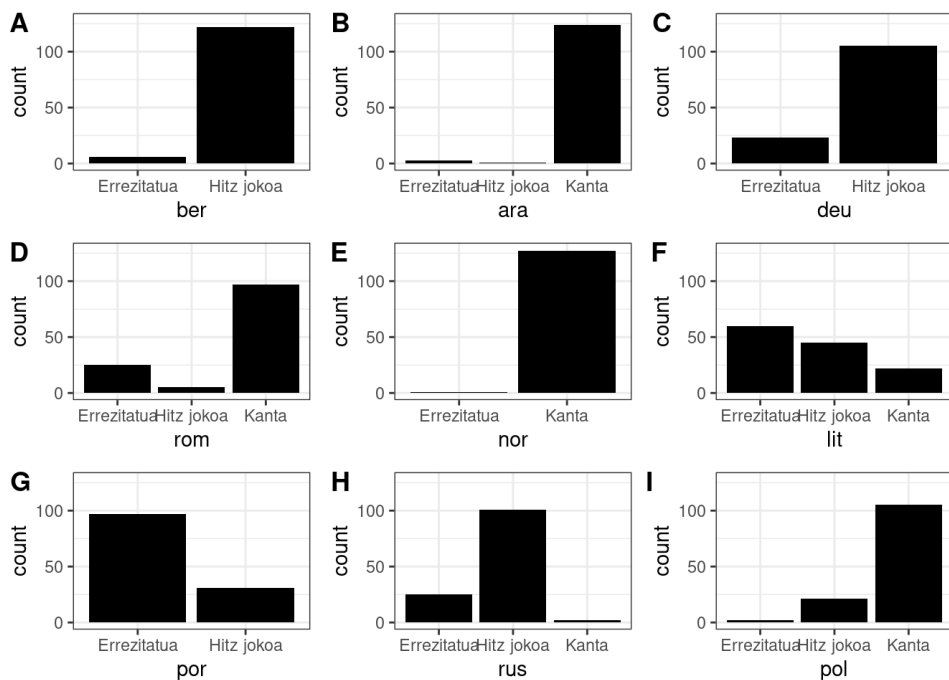 A
count
100
50
0
Errezitatua Hitz jokoa
ber
B
count
100
50
0
Errezitatua Hitz jokoa Kanta
ara
C
count
100
50
0
Errezitatua Hitz jokoa
deu
D
count
100
50
0
Errezitatua Hitz jokoa Kanta
rom
E
count
100
50
0
Errezitatua Kanta
nor
F
count
100
50
0
Errezitatua Hitz jokoa Kanta
lit
G
count
100
50
0
Errezitatua Hitz jokoa
por
H
count
100
50
0
Errezitatua Hitz jokoa Kanta
rus
I
count
100
50
0
Errezitatua Hitz jokoa Kanta
pol